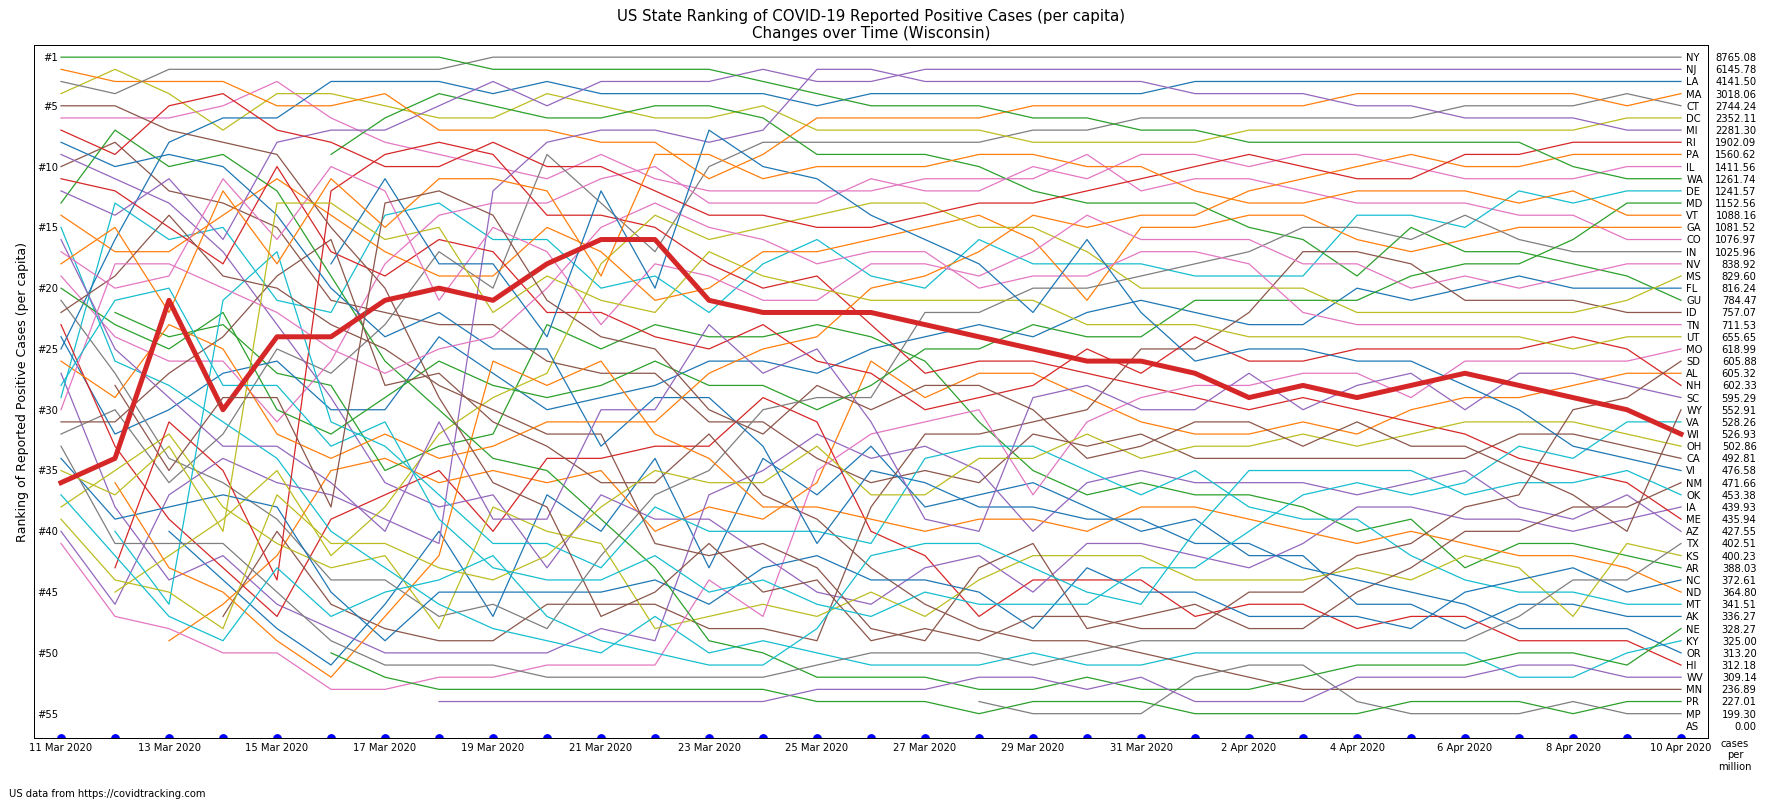 US State Ranking of COVID-19 Reported Positive Cases (per capita)
Changes over Time (Wisconsin)
Ranking of Reported Positive Cases (per capita)
#1
#5
#10
#15
#20
#25
#30
#35
#40
#45
#50
#55
NY 8765.08
NJ 6145.78
LA 4141.50
MA 3018.06
CT 2744.24
DC 2352.11
MI 2281.30
RI 1902.09
PA 1560.62
IL 1411.56
WA 1261.74
DE 1241.57
MD 1152.56
VT 1088.16
GA 1081.52
CO 1076.97
IN 1025.96
NV 838.92
MS 829.60
FL 816.24
GU 784.47
ID 757.07
TN 711.53
UT 655.65
MO 618.99
SD 605.88
AL 605.32
NH 602.33
SC 595.29
WY 552.91
VA 528.26
WI 526.93
OH 502.86
CA 492.81
VI 476.58
NM 471.66
OK 453.38
IA 439.93
ME 435.94
AZ 427.55
TX 402.51
KS 400.23
AR 388.03
NC 372.61
ND 364.80
MT 341.51
AK 336.27
NE 328.27
KY 325.00
OR 313.20
HI 312.18
WV 309.14
MN 236.89
PR 227.01
MP 199.30
AS 0.00
11 Mar 2020 13 Mar 2020 15 Mar 2020 17 Mar 2020 19 Mar 2020 21 Mar 2020 23 Mar 2020 25 Mar 2020 27 Mar 2020 29 Mar 2020 31 Mar 2020 2 Apr 2020 4 Apr 2020 6 Apr 2020 8 Apr 2020 10 Apr 2020
cases
per
million
US data from https://covidtracking.com